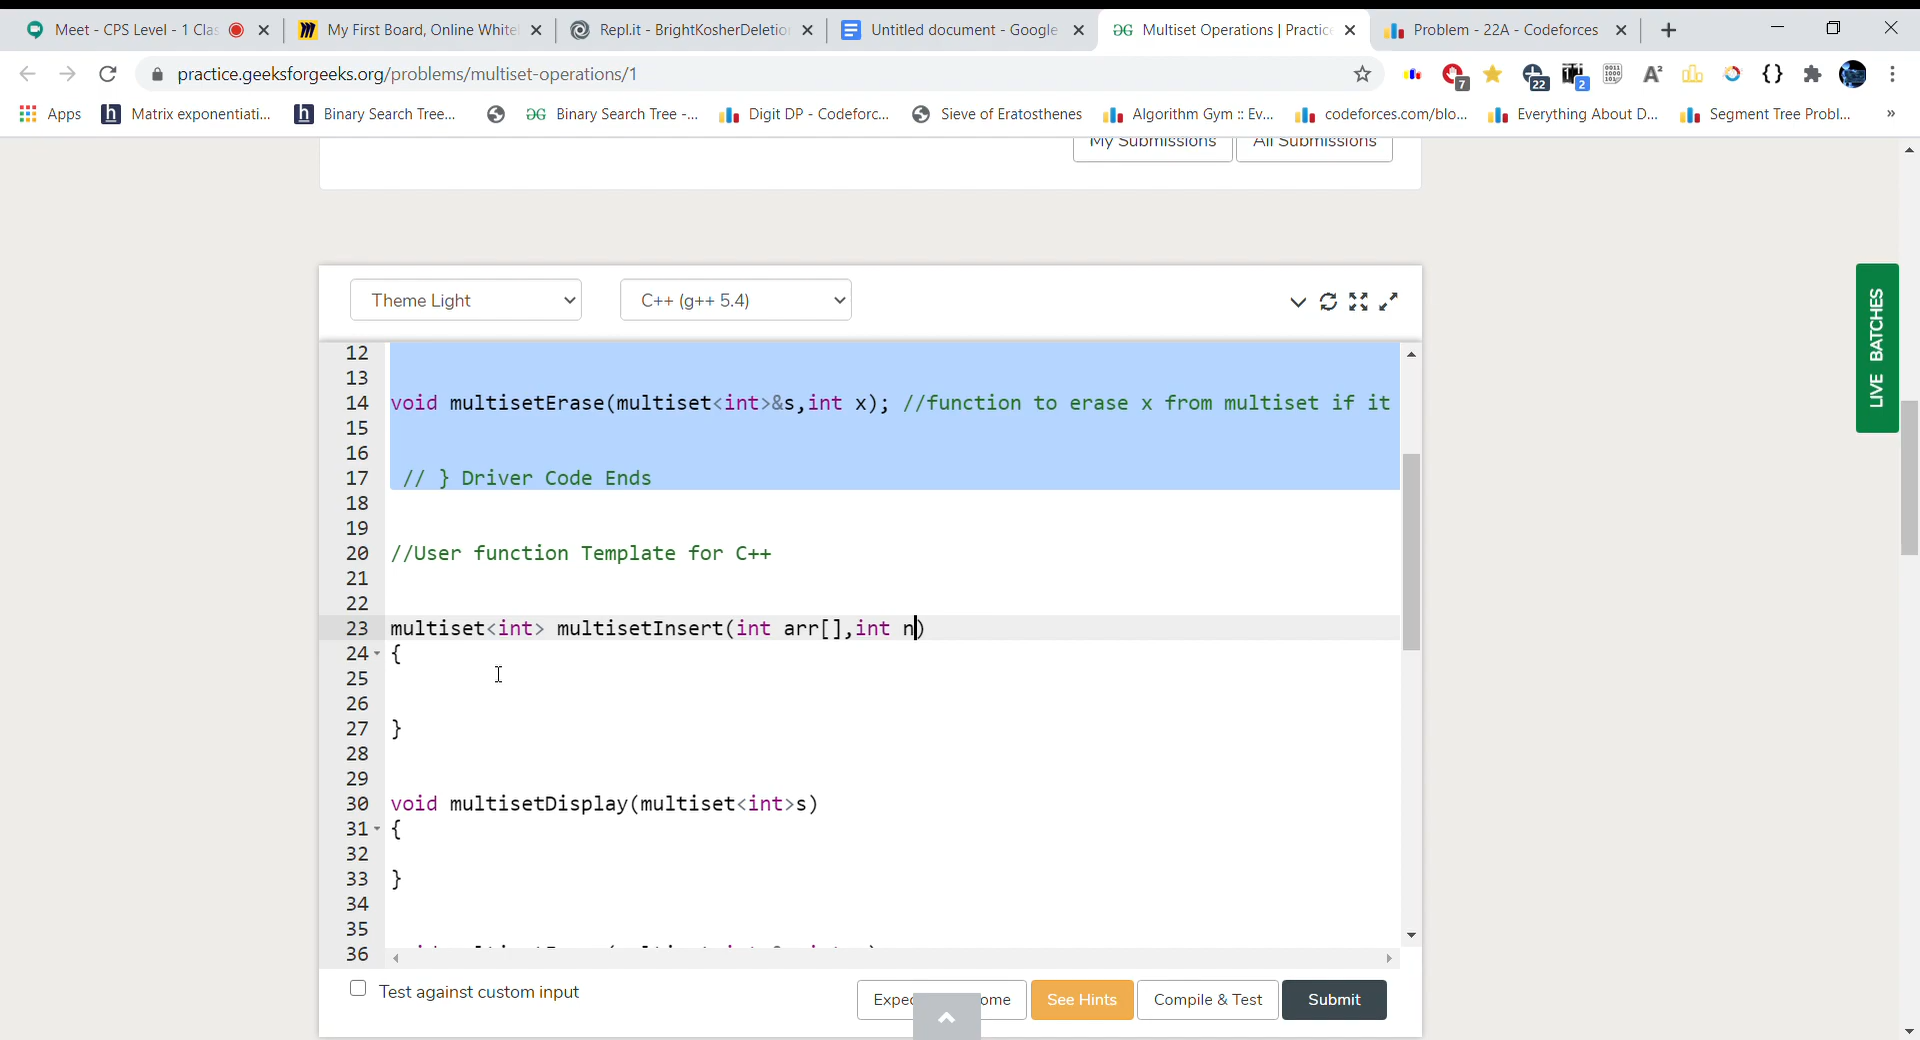 Meet - CPS Level - 1 Clas
My First Board, Online White
Repl.it - BrightKosherDeletio
Untitled document - Google
Multiset Operations | Practic
Problem - 22A - Codeforces
practice.geeksforgeeks.org/problems/multiset-operations/1
7
22
2
Apps
Matrix exponentiati...
Binary Search Tree...
Binary Search Tree -...
Digit DP - Codeforc...
Sieve of Eratosthenes
Algorithm Gym :: Ev...
codeforces.com/blo...
Everything About D...
Segment Tree Probl...
»
My Submissions
All Submissions
LIVE BATCHES
Theme Light
C++ (g++ 5.4)
12
13
14 void multisetErase(multiset<int>&s,int x); //function to erase x from multiset if it
15
16
17 // } Driver Code Ends
18
19
20 //User function Template for C++
21
22
23 multiset<int> multisetInsert(int arr[],int n)
24 {
25
26
27 }
28
29
30 void multisetDisplay(multiset<int>s)
31 {
32
33 }
34
35
36
Test against custom input
See Hints
Compile & Test
Submit